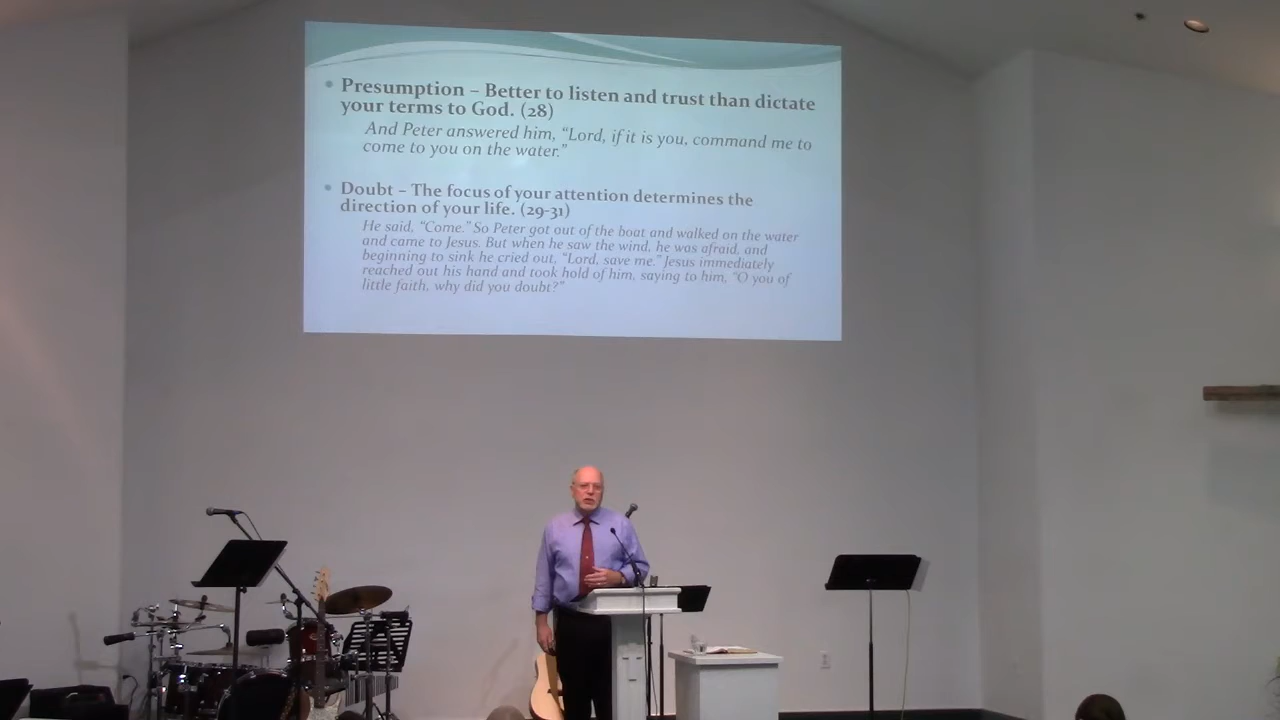 Presumption – Better to listen and trust than dictate
your terms to God. (28)
And Peter answered him, “Lord, if it is you, command me to
come to you on the water.”
Doubt – The focus of your attention determines the
direction of your life. (29-31)
He said, “Come.” So Peter got out of the boat and walked on the water
and came to Jesus. But when he saw the wind, he was afraid, and
beginning to sink he cried out, “Lord, save me.” Jesus immediately
reached out his hand and took hold of him, saying to him, “O you of
little faith, why did you doubt?”